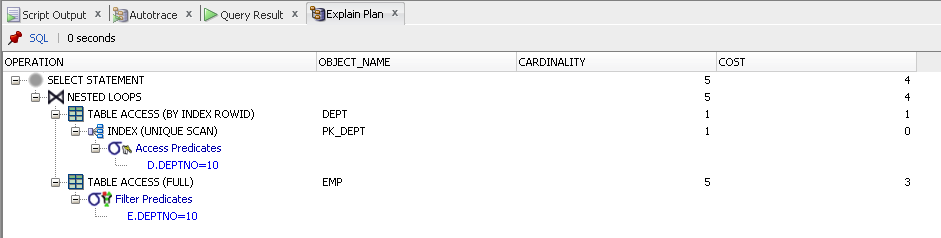 Script Output x Autotrace x Query Result x Explain Plan x
SQL | 0 seconds
OPERATION OBJECT_NAME CARDINALITY COST
SELECT STATEMENT 5 4
NESTED LOOPS 5 4
TABLE ACCESS (BY INDEX ROWID) DEPT 1 1
INDEX (UNIQUE SCAN) PK_DEPT 1 0
Access Predicates
D.DEPTNO=10
TABLE ACCESS (FULL) EMP 5 3
Filter Predicates
E.DEPTNO=10